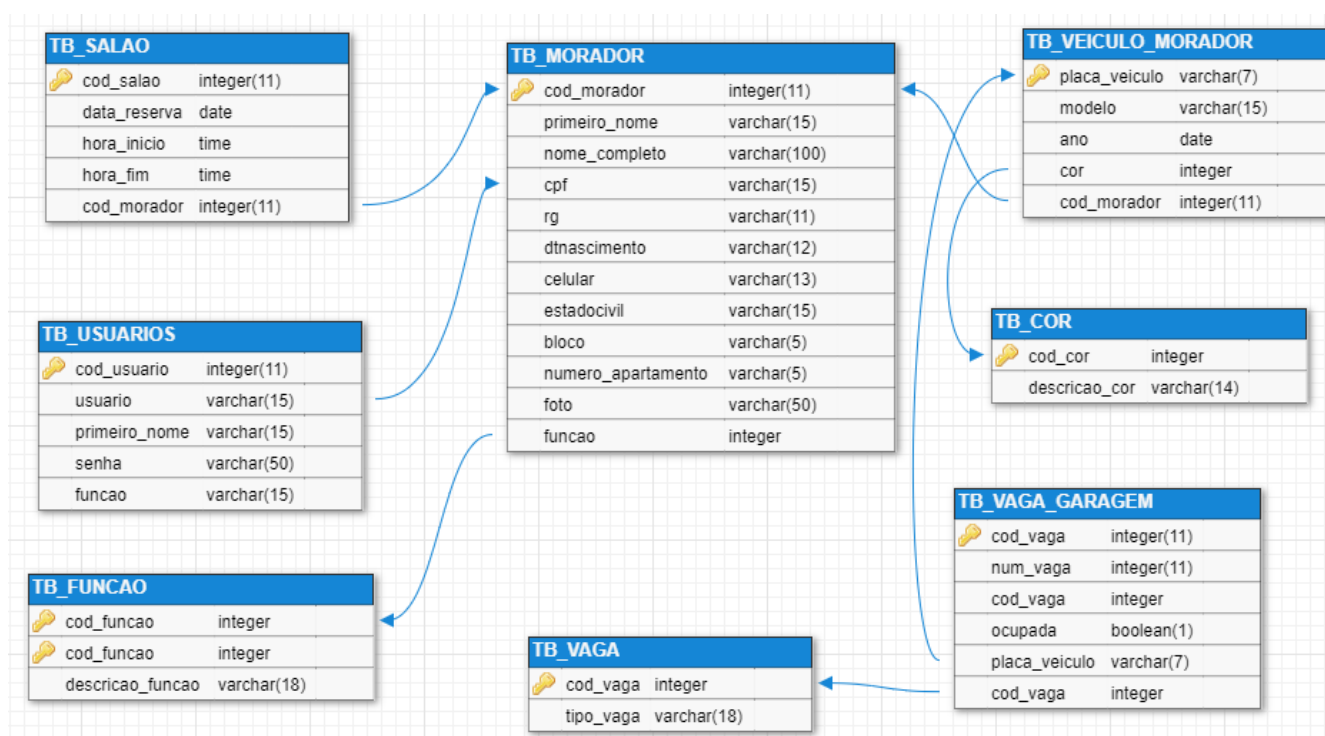 TB_SALAO
cod_salao integer(11)
data_reserva date
hora_inicio time
hora_fim time
cod_morador integer(11)
TB_MORADOR
cod_morador integer(11)
primeiro_nome varchar(15)
nome_completo varchar(100)
cpf varchar(15)
rg varchar(11)
dtnascimento varchar(12)
celular varchar(13)
estadocivil varchar(15)
bloco varchar(5)
numero_apartamento varchar(5)
foto varchar(50)
funcao integer
TB_VEICULO_MORADOR
placa_veiculo varchar(7)
modelo varchar(15)
ano date
cor integer
cod_morador integer(11)
TB_USUARIOS
cod_usuario integer(11)
usuario varchar(15)
primeiro_nome varchar(15)
senha varchar(50)
funcao varchar(15)
TB_COR
cod_cor integer
descricao_cor varchar(14)
TB_FUNCAO
cod_funcao integer
cod_funcao integer
descricao_funcao varchar(18)
TB_VAGA
cod_vaga integer
tipo_vaga varchar(18)
TB_VAGA_GARAGEM
cod_vaga integer(11)
num_vaga integer(11)
cod_vaga integer
ocupada boolean(1)
placa_veiculo varchar(7)
cod_vaga integer